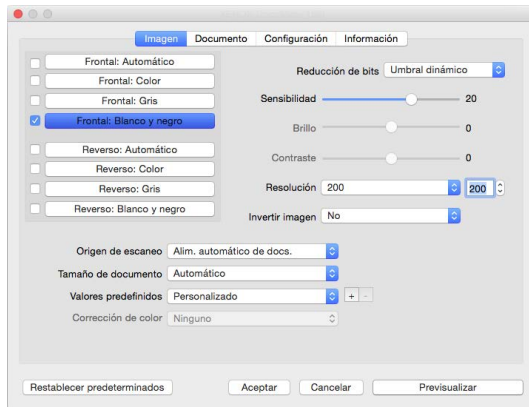 Imagen Documento Configuración Información
Frontal: Automático
Frontal: Color
Frontal: Gris
Frontal: Blanco y negro
Reverso: Automático
Reverso: Color
Reverso: Gris
Reverso: Blanco y negro
Reducción de bits Umbral dinámico
Sensibilidad 20
Brillo 0
Contraste 0
Resolución 200 200
Invertir imagen No
Origen de escaneo Alim. automático de docs.
Tamaño de documento Automático
Valores predefinidos Personalizado + -
Corrección de color Ninguno
Restablecer predeterminados Aceptar Cancelar Previsualizar